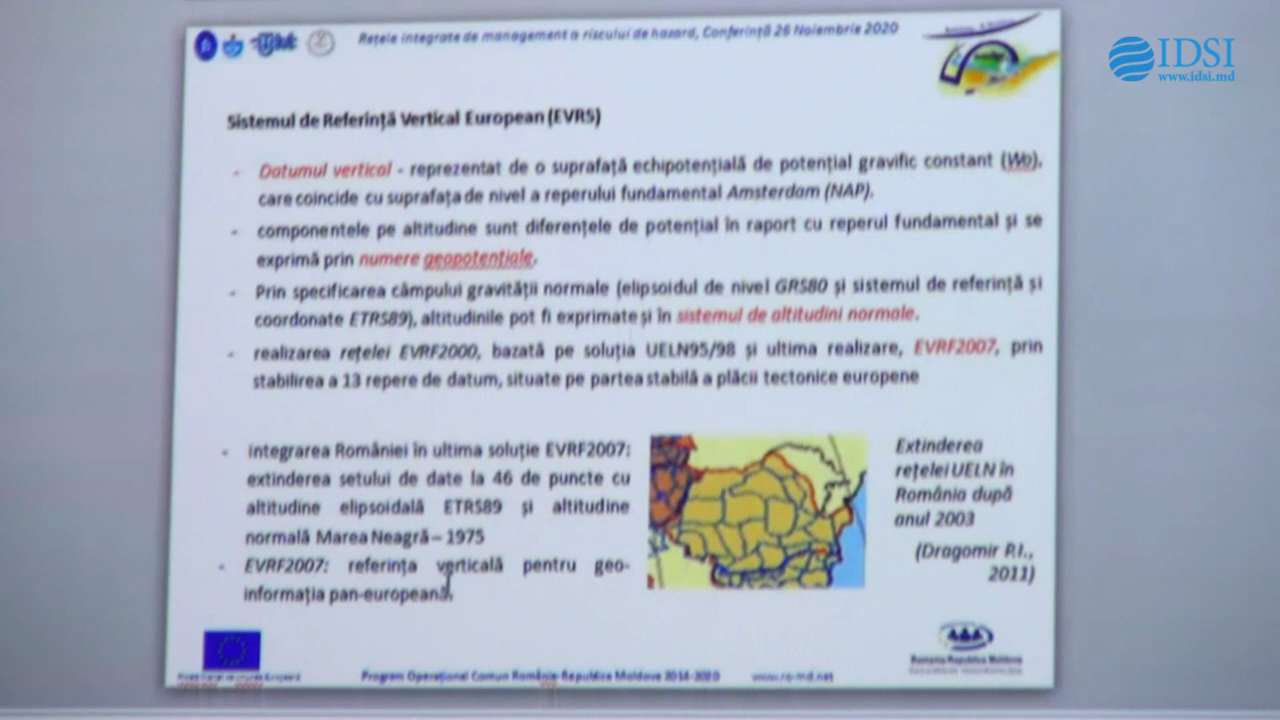 Rețele integrate de management a riscului de hazard, Conferință 26 Noiembrie 2020
IDSI
www.idsi.md
Sistemul de Referință Vertical European (EVRS)
- Datumul vertical - reprezentat de o suprafață echipotențială de potențial gravific constant (Wo),
care coincide cu suprafața de nivel a reperului fundamental Amsterdam (NAP).
- componentele pe altitudine sunt diferențele de potențial în raport cu reperul fundamental și se
exprimă prin numere geopotențiale.
- Prin specificarea câmpului gravității normale (elipsoidul de nivel GRS80 și sistemul de referință și
coordonate ETRS89), altitudinile pot fi exprimate și în sistemul de altitudini normale.
- realizarea rețelei EVRF2000, bazată pe soluția UELN95/98 și ultima realizare, EVRF2007, prin
stabilirea a 13 repere de datum, situate pe partea stabilă a plăcii tectonice europene
- integrarea României în ultima soluție EVRF2007:
extinderea setului de date la 46 de puncte cu
altitudine elipsoidală ETRS89 și altitudine
normală Marea Neagră – 1975
- EVRF2007: referința verticală pentru geo-
informația pan-europeană.
Extinderea
rețelei UELN în
România după
anul 2003
(Dragomir P.I.,
2011)
Romania-Republica Moldova
Program Operațional Comun România-Republica Moldova 2014-2020
www.ro-md.net